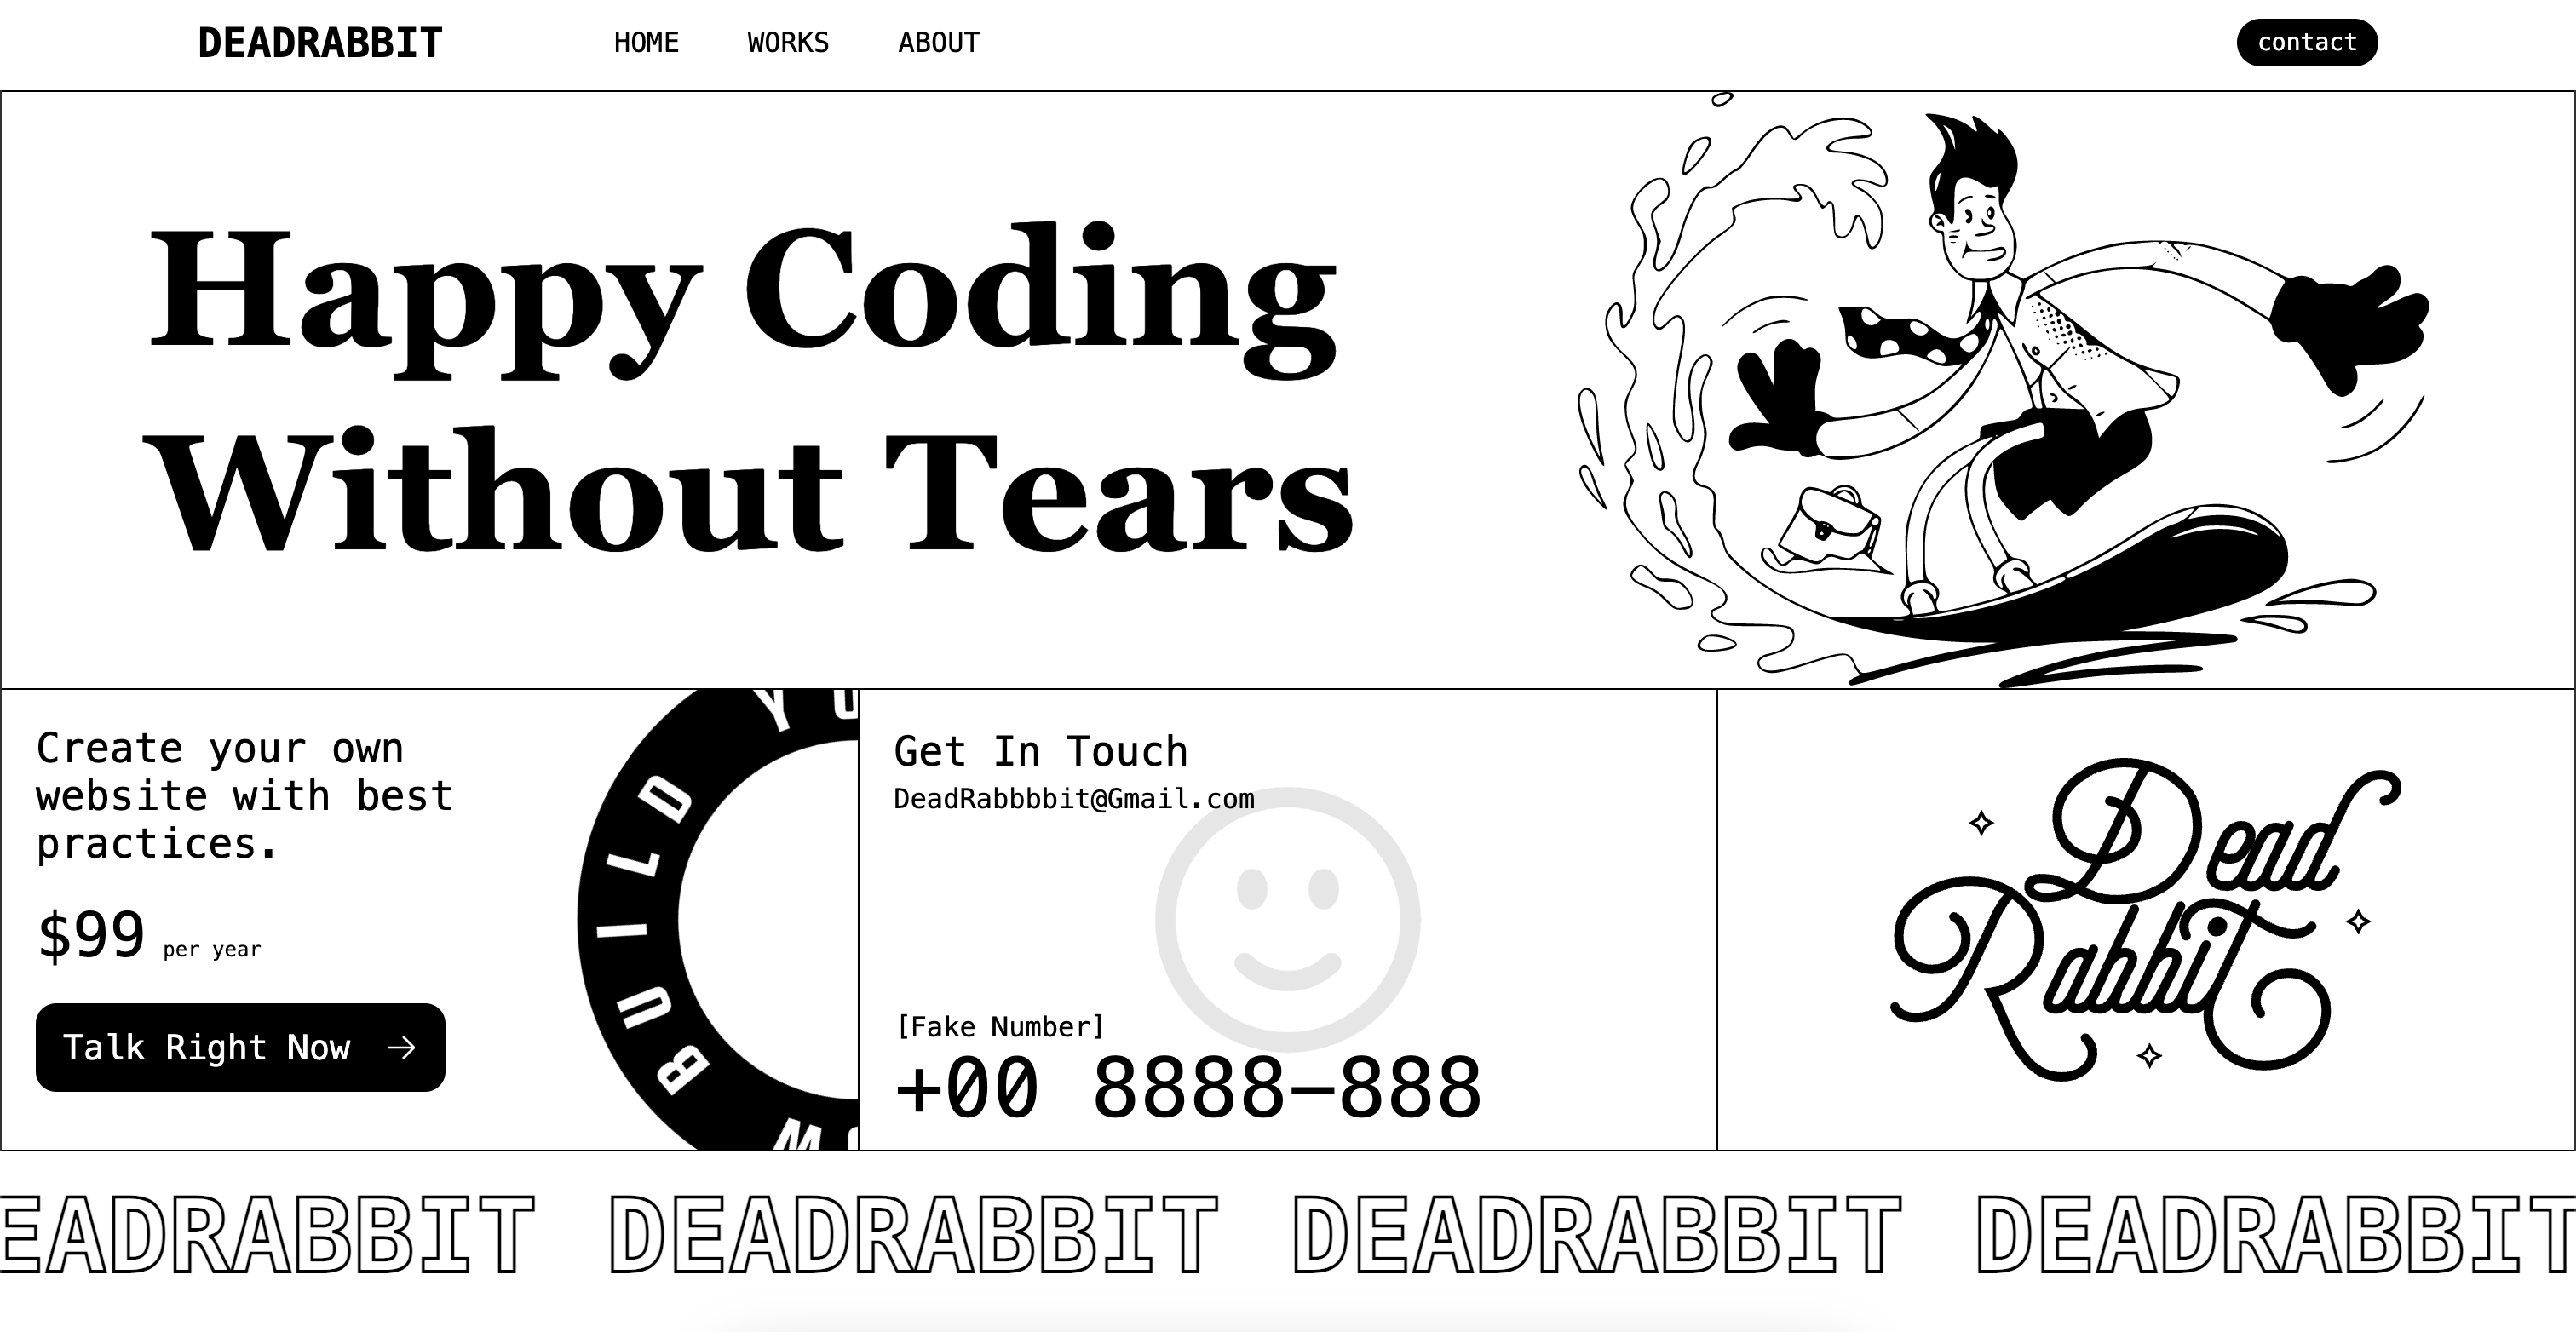 DEADRABBIT
HOME
WORKS
ABOUT
contact
Happy Coding
Without Tears
Create your own
website with best
practices.
$99 per year
Talk Right Now →
BUILD
Get In Touch
DeadRabbbbit@Gmail.com
[Fake Number]
+00 8888-888
Dead
Rabbit
EADRABBIT DEADRABBIT DEADRABBIT DEADRABBIT